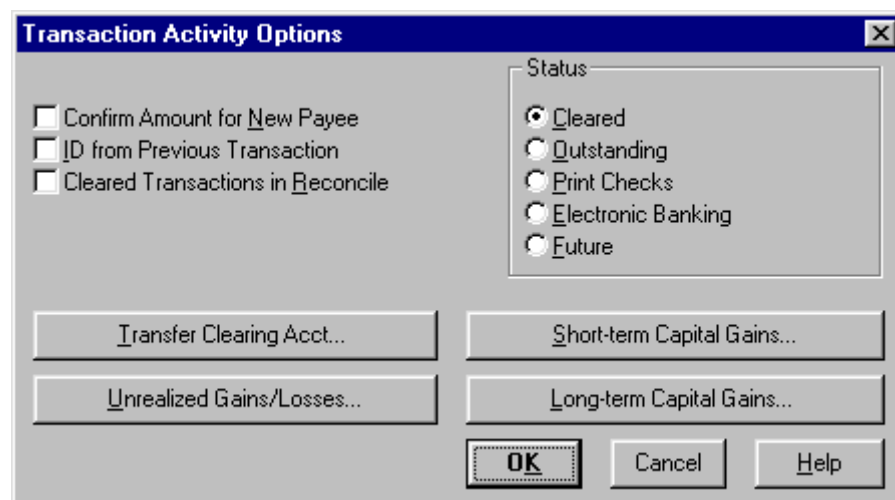 Transaction Activity Options
Status
Confirm Amount for New Payee
ID from Previous Transaction
Cleared Transactions in Reconcile
Cleared
Outstanding
Print Checks
Electronic Banking
Future
Transfer Clearing Acct...
Short-term Capital Gains...
Unrealized Gains/Losses...
Long-term Capital Gains...
OK
Cancel
Help